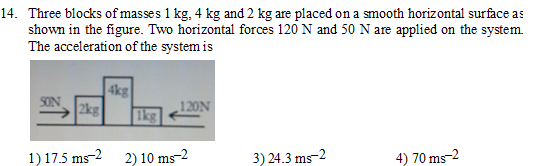 14. Three blocks of masses 1 kg, 4 kg and 2 kg are placed on a smooth horizontal surface as
shown in the figure. Two horizontal forces 120 N and 50 N are applied on the system.
The acceleration of the system is
4kg
50N 2kg 1kg 120N
1) 17.5 ms−2 2) 10 ms−2 3) 24.3 ms−2 4) 70 ms−2